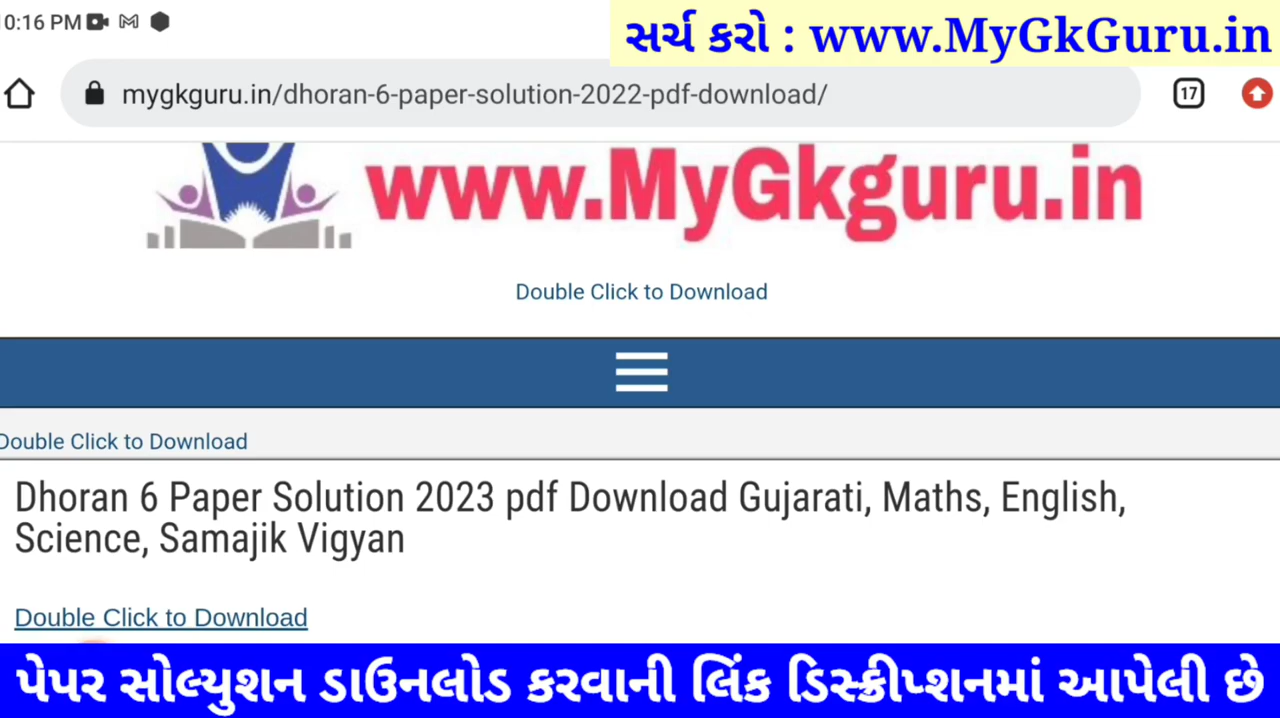 0:16 PM
સર્ચ કરો : www.MyGkGuru.in
mygkguru.in/dhoran-6-paper-solution-2022-pdf-download/
17
www.MyGkguru.in
Double Click to Download
Double Click to Download
Dhoran 6 Paper Solution 2023 pdf Download Gujarati, Maths, English,
Science, Samajik Vigyan
Double Click to Download
પેપર સોલ્યુશન ડાઉનલોડ કરવાની લિંક ડિસ્ક્રીપ્શનમાં આપેલી છે